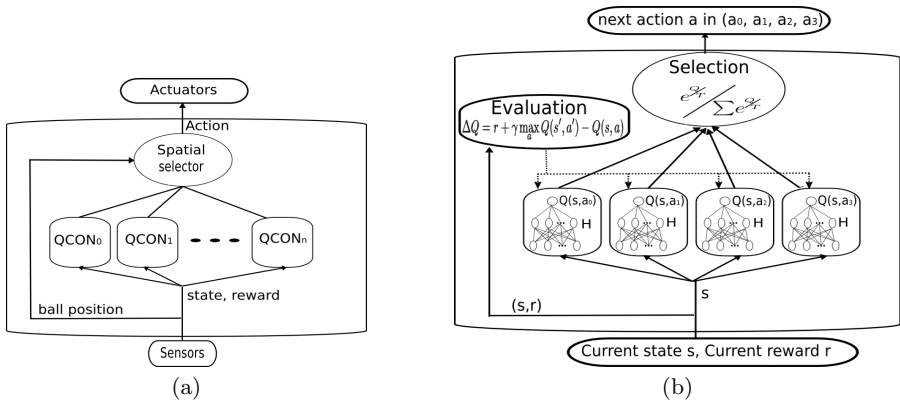 Actuators
Action
Spatial
selector
QCON₀
QCON₁
QCONₙ
state, reward
ball position
Sensors
(a)
next action a in (a₀, a₁, a₂, a₃)
Selection
Evaluation
ΔQ = r + γ max Q(s′, a′) − Q(s, a)
a
Q(s,a₀)
H
...
...
Q(s,a₁)
H
...
...
Q(s,a₂)
H
...
...
Q(s,a₃)
H
...
...
s
(s,r)
Current state s, Current reward r
(b)